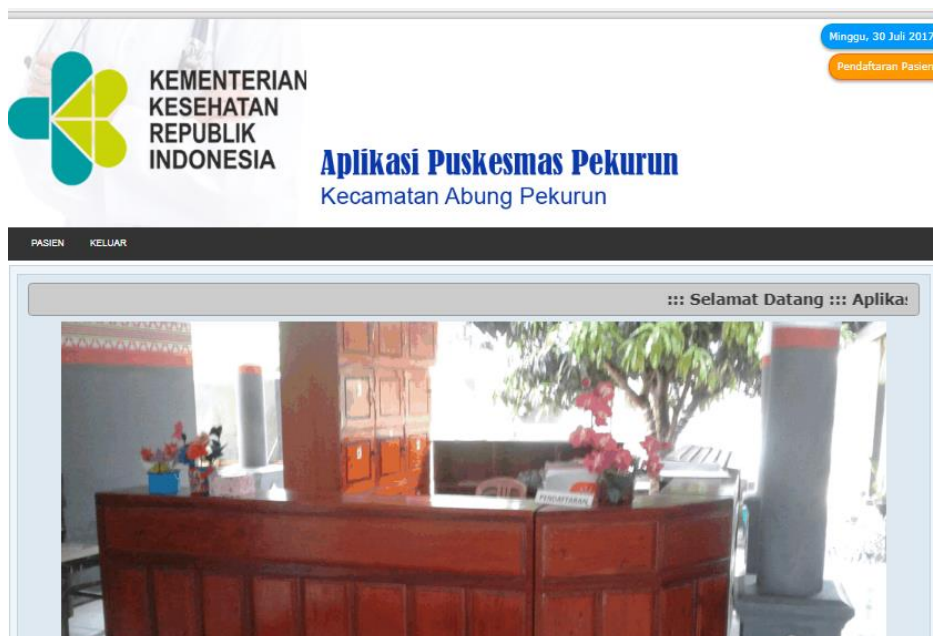 Minggu, 30 Juli 2017
Pendaftaran Pasien
KEMENTERIAN
KESEHATAN
REPUBLIK
INDONESIA
Aplikasi Puskesmas Pekurun
Kecamatan Abung Pekurun
PASIEN KELUAR
::: Selamat Datang ::: Aplikas
PENDAFTARAN